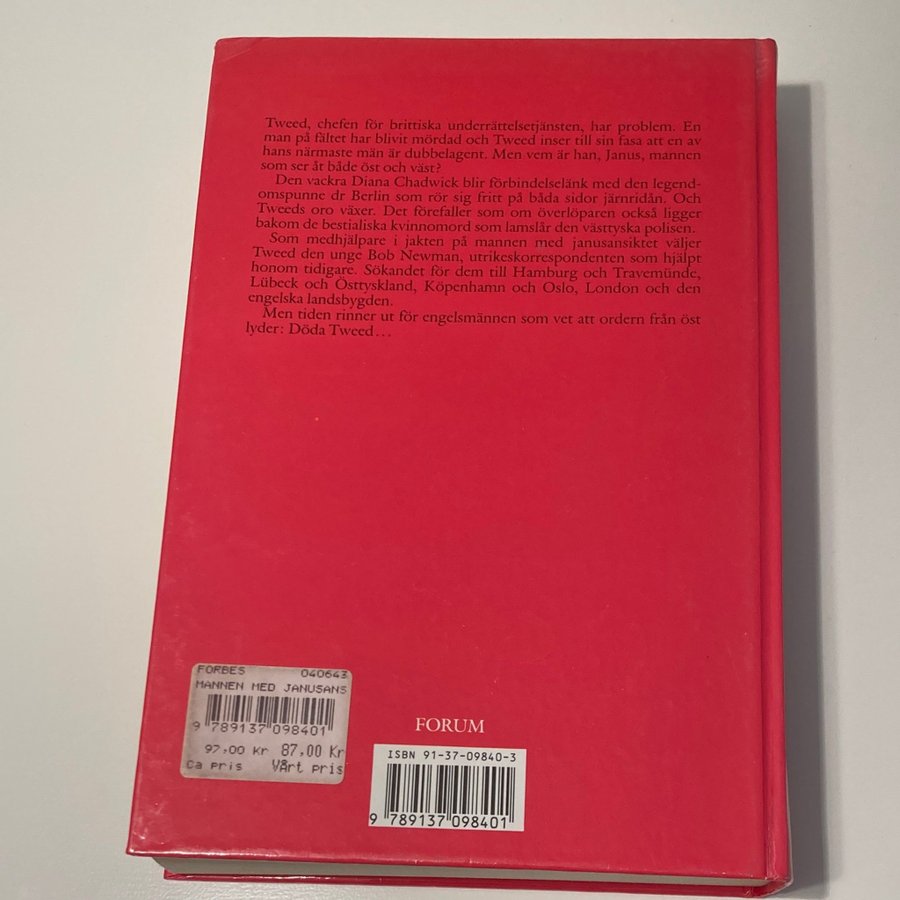 Tweed, chefen för brittiska underrättelsetjänsten, har problem. En
man på fältet har blivit mördad och Tweed inser till sin fasa att en av
hans närmaste män är dubbelagent. Men vem är han, Janus, mannen
som ser åt både öst och väst?
Den vackra Diana Chadwick blir förbindelselänk med den legend-
omspunne dr Berlin som rör sig fritt på båda sidor järnridån. Och
Tweeds oro växer. Det förefaller som om överlöparen också ligger
bakom de bestialiska kvinnomord som lamslår den västtyska polisen.
Som medhjälpare i jakten på mannen med janusansiktet väljer
Tweed den unge Bob Newman, utrikeskorrespondenten som hjälpt
honom tidigare. Sökandet för dem till Hamburg och Travemünde,
Lübeck och Östtyskland, Köpenhamn och Oslo, London och den
engelska landsbygden.
Men tiden rinner ut för engelsmännen som vet att ordern från öst
lyder: Döda Tweed...
FORBES 040643
MANNEN MED JANUSANS
9 789137 098401
97,00 Kr 87,00 Kr
Ca pris Vårt pris
FORUM
ISBN 91-37-09840-3
9 789137 098401